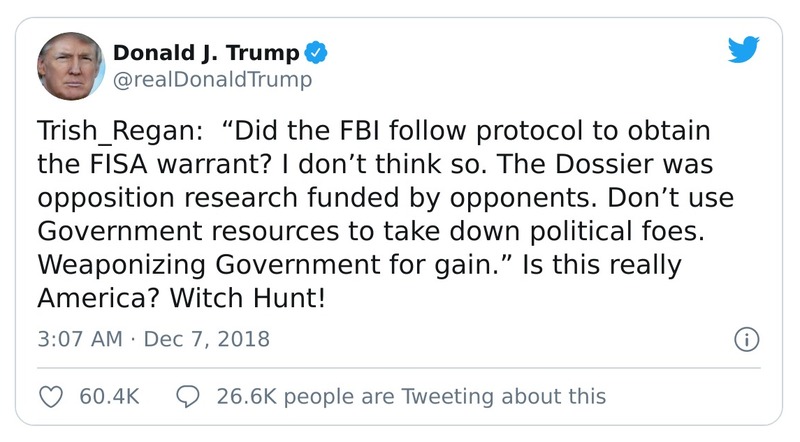 Donald J. Trump
@realDonaldTrump
Trish_Regan:  “Did the FBI follow protocol to obtain
the FISA warrant? I don’t think so. The Dossier was
opposition research funded by opponents. Don’t use
Government resources to take down political foes.
Weaponizing Government for gain.” Is this really
America? Witch Hunt!
3:07 AM · Dec 7, 2018
60.4K 26.6K people are Tweeting about this